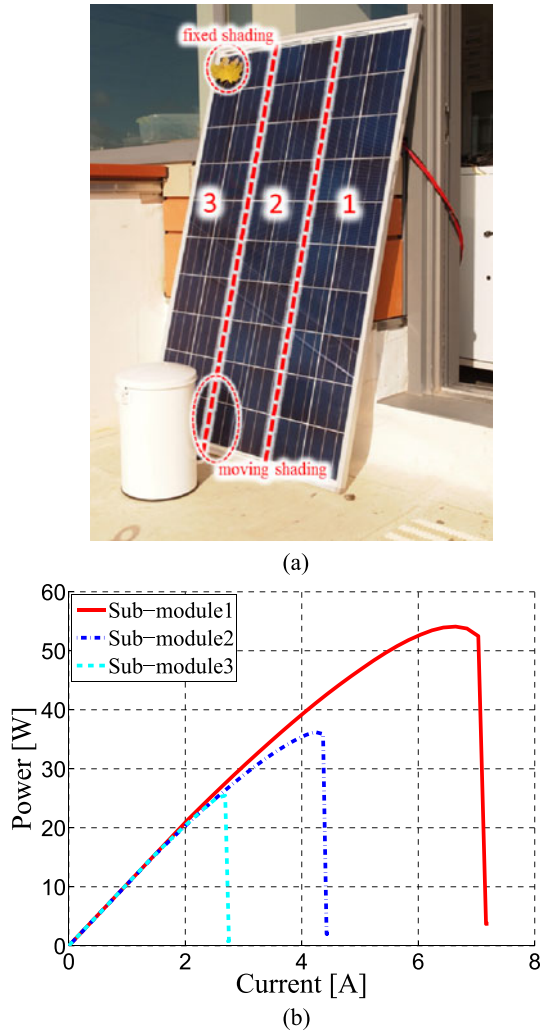 fixed shading
3 2 1
moving shading
(a)
60
50
40
30
20
10
0
Power [W]
Sub-module1
Sub-module2
Sub-module3
0 2 4 6 8
Current [A]
(b)